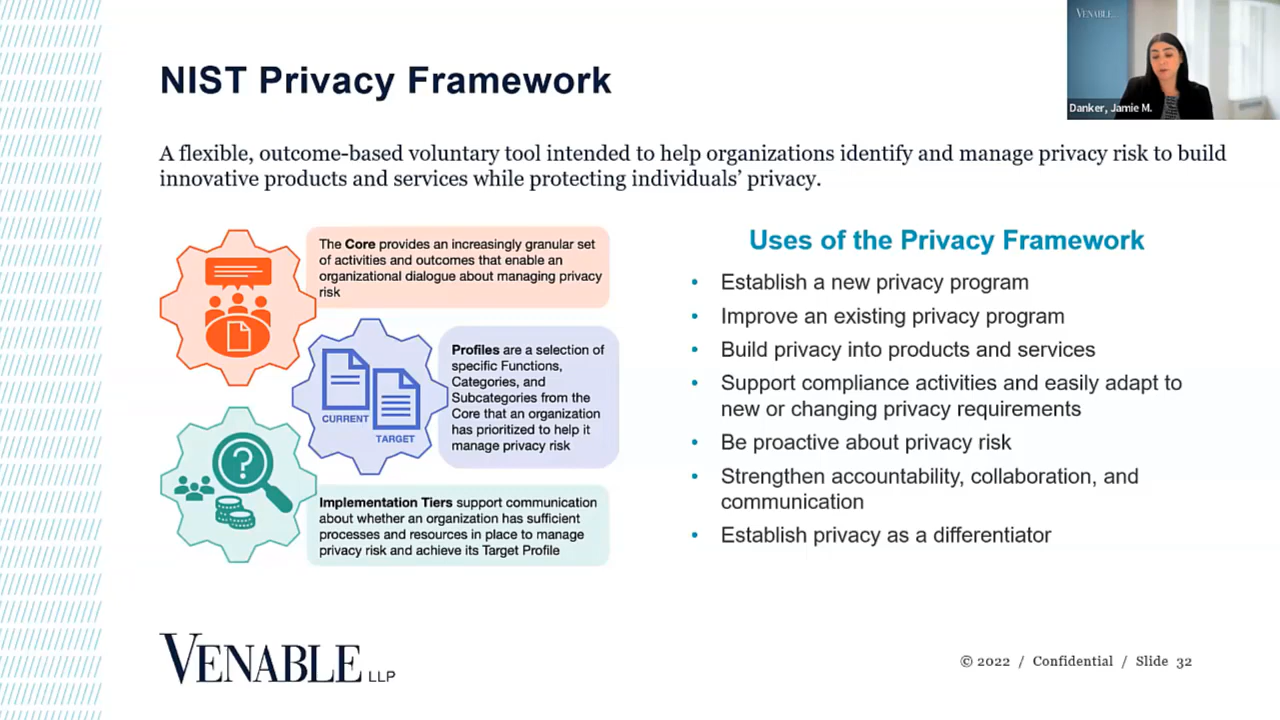 VENABLE
Danker, Jamie M.
NIST Privacy Framework
A flexible, outcome-based voluntary tool intended to help organizations identify and manage privacy risk to build
innovative products and services while protecting individuals’ privacy.
The Core provides an increasingly granular set
of activities and outcomes that enable an
organizational dialogue about managing privacy
risk
CURRENT
TARGET
Profiles are a selection of
specific Functions,
Categories, and
Subcategories from the
Core that an organization
has prioritized to help it
manage privacy risk
?
Implementation Tiers support communication
about whether an organization has sufficient
processes and resources in place to manage
privacy risk and achieve its Target Profile
Uses of the Privacy Framework
• Establish a new privacy program
• Improve an existing privacy program
• Build privacy into products and services
• Support compliance activities and easily adapt to
new or changing privacy requirements
• Be proactive about privacy risk
• Strengthen accountability, collaboration, and
communication
• Establish privacy as a differentiator
VENABLE LLP
© 2022 / Confidential / Slide 32